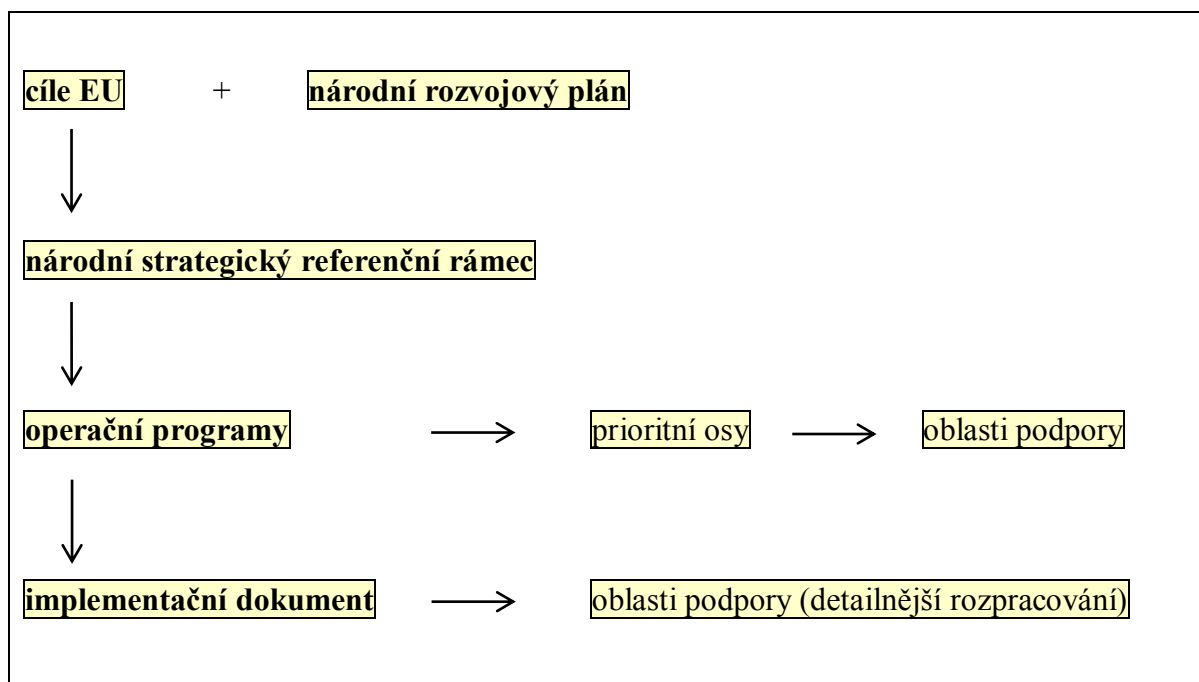 cíle EU + národní rozvojový plán
národní strategický referenční rámec
operační programy prioritní osy oblasti podpory
implementační dokument oblasti podpory (detailnější rozpracování)